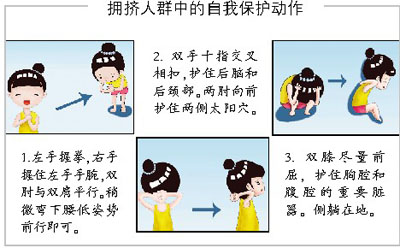 拥挤人群中的自我保护动作
2. 双手十指交叉
相扣，护住后脑和
后颈部。两肘向前
护住两侧太阳穴。
1.左手握拳，右手
握住左手手腕，双
肘与双肩平行。稍
微弯下腰低姿势
前行即可。
3. 双膝尽量前
屈，护住胸腔和
腹腔的重要脏
器。侧躺在地。